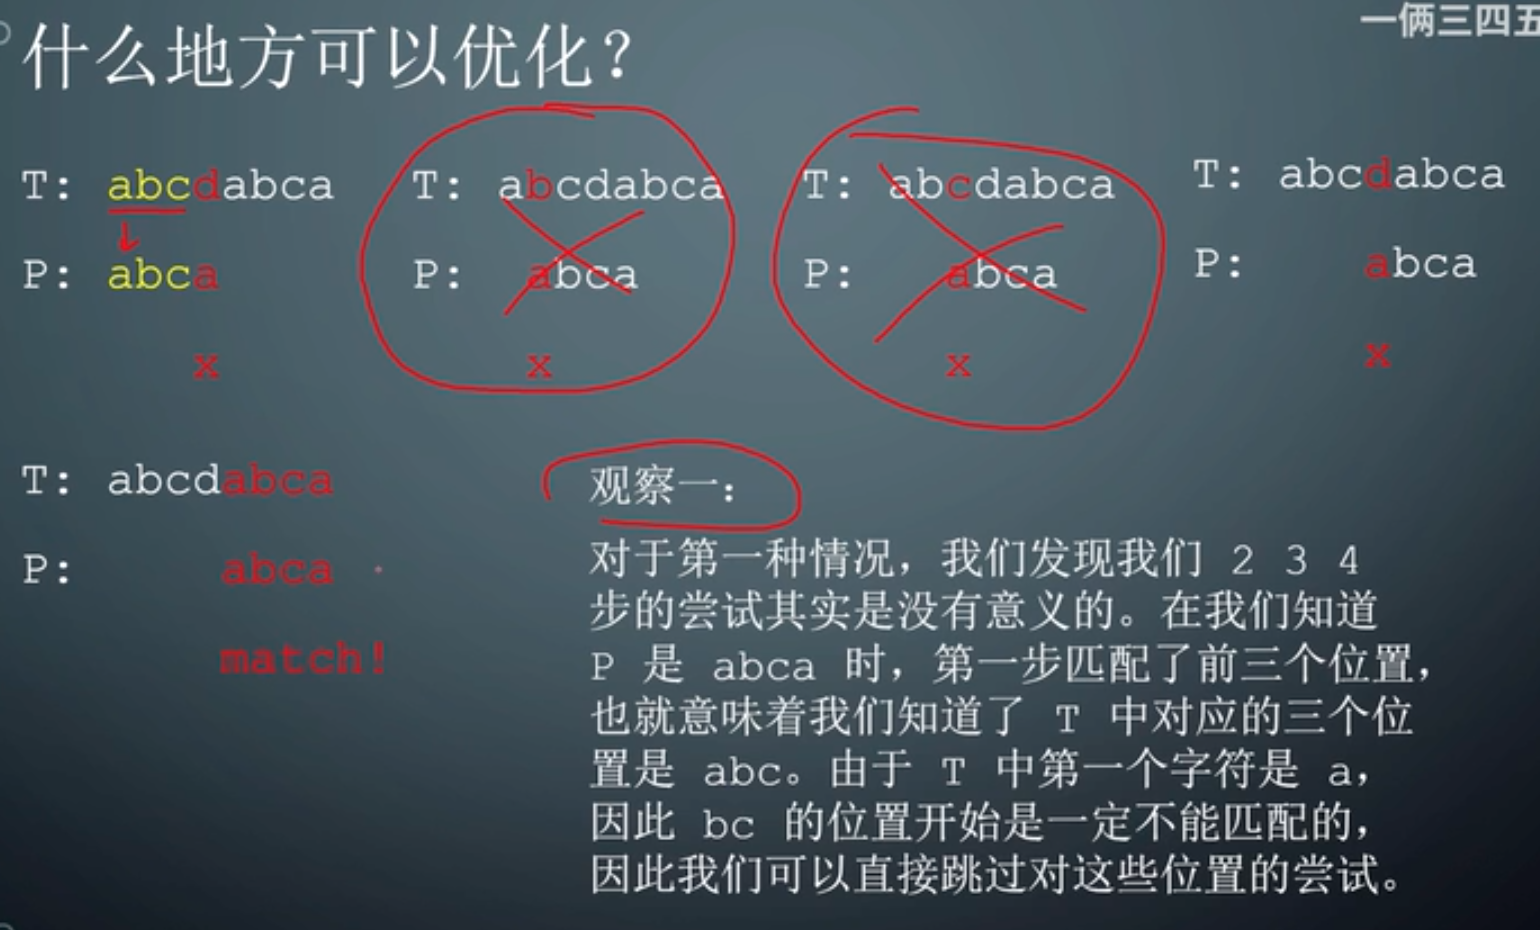 一俩三四五
什么地方可以优化？
T: abcdabca
P: abca
x
T: abcdabca
P: abca
x
T: abcdabca
P: abca
x
T: abcdabca
P: abca
x
T: abcdabca
P: abca
match!
观察一：
对于第一种情况，我们发现我们 2 3 4
步的尝试其实是没有意义的。在我们知道
P 是 abca 时，第一步匹配了前三个位置，
也就意味着我们知道了 T 中对应的三个位
置是 abc。由于 T 中第一个字符是 a，
因此 bc 的位置开始是一定不能匹配的，
因此我们可以直接跳过对这些位置的尝试。